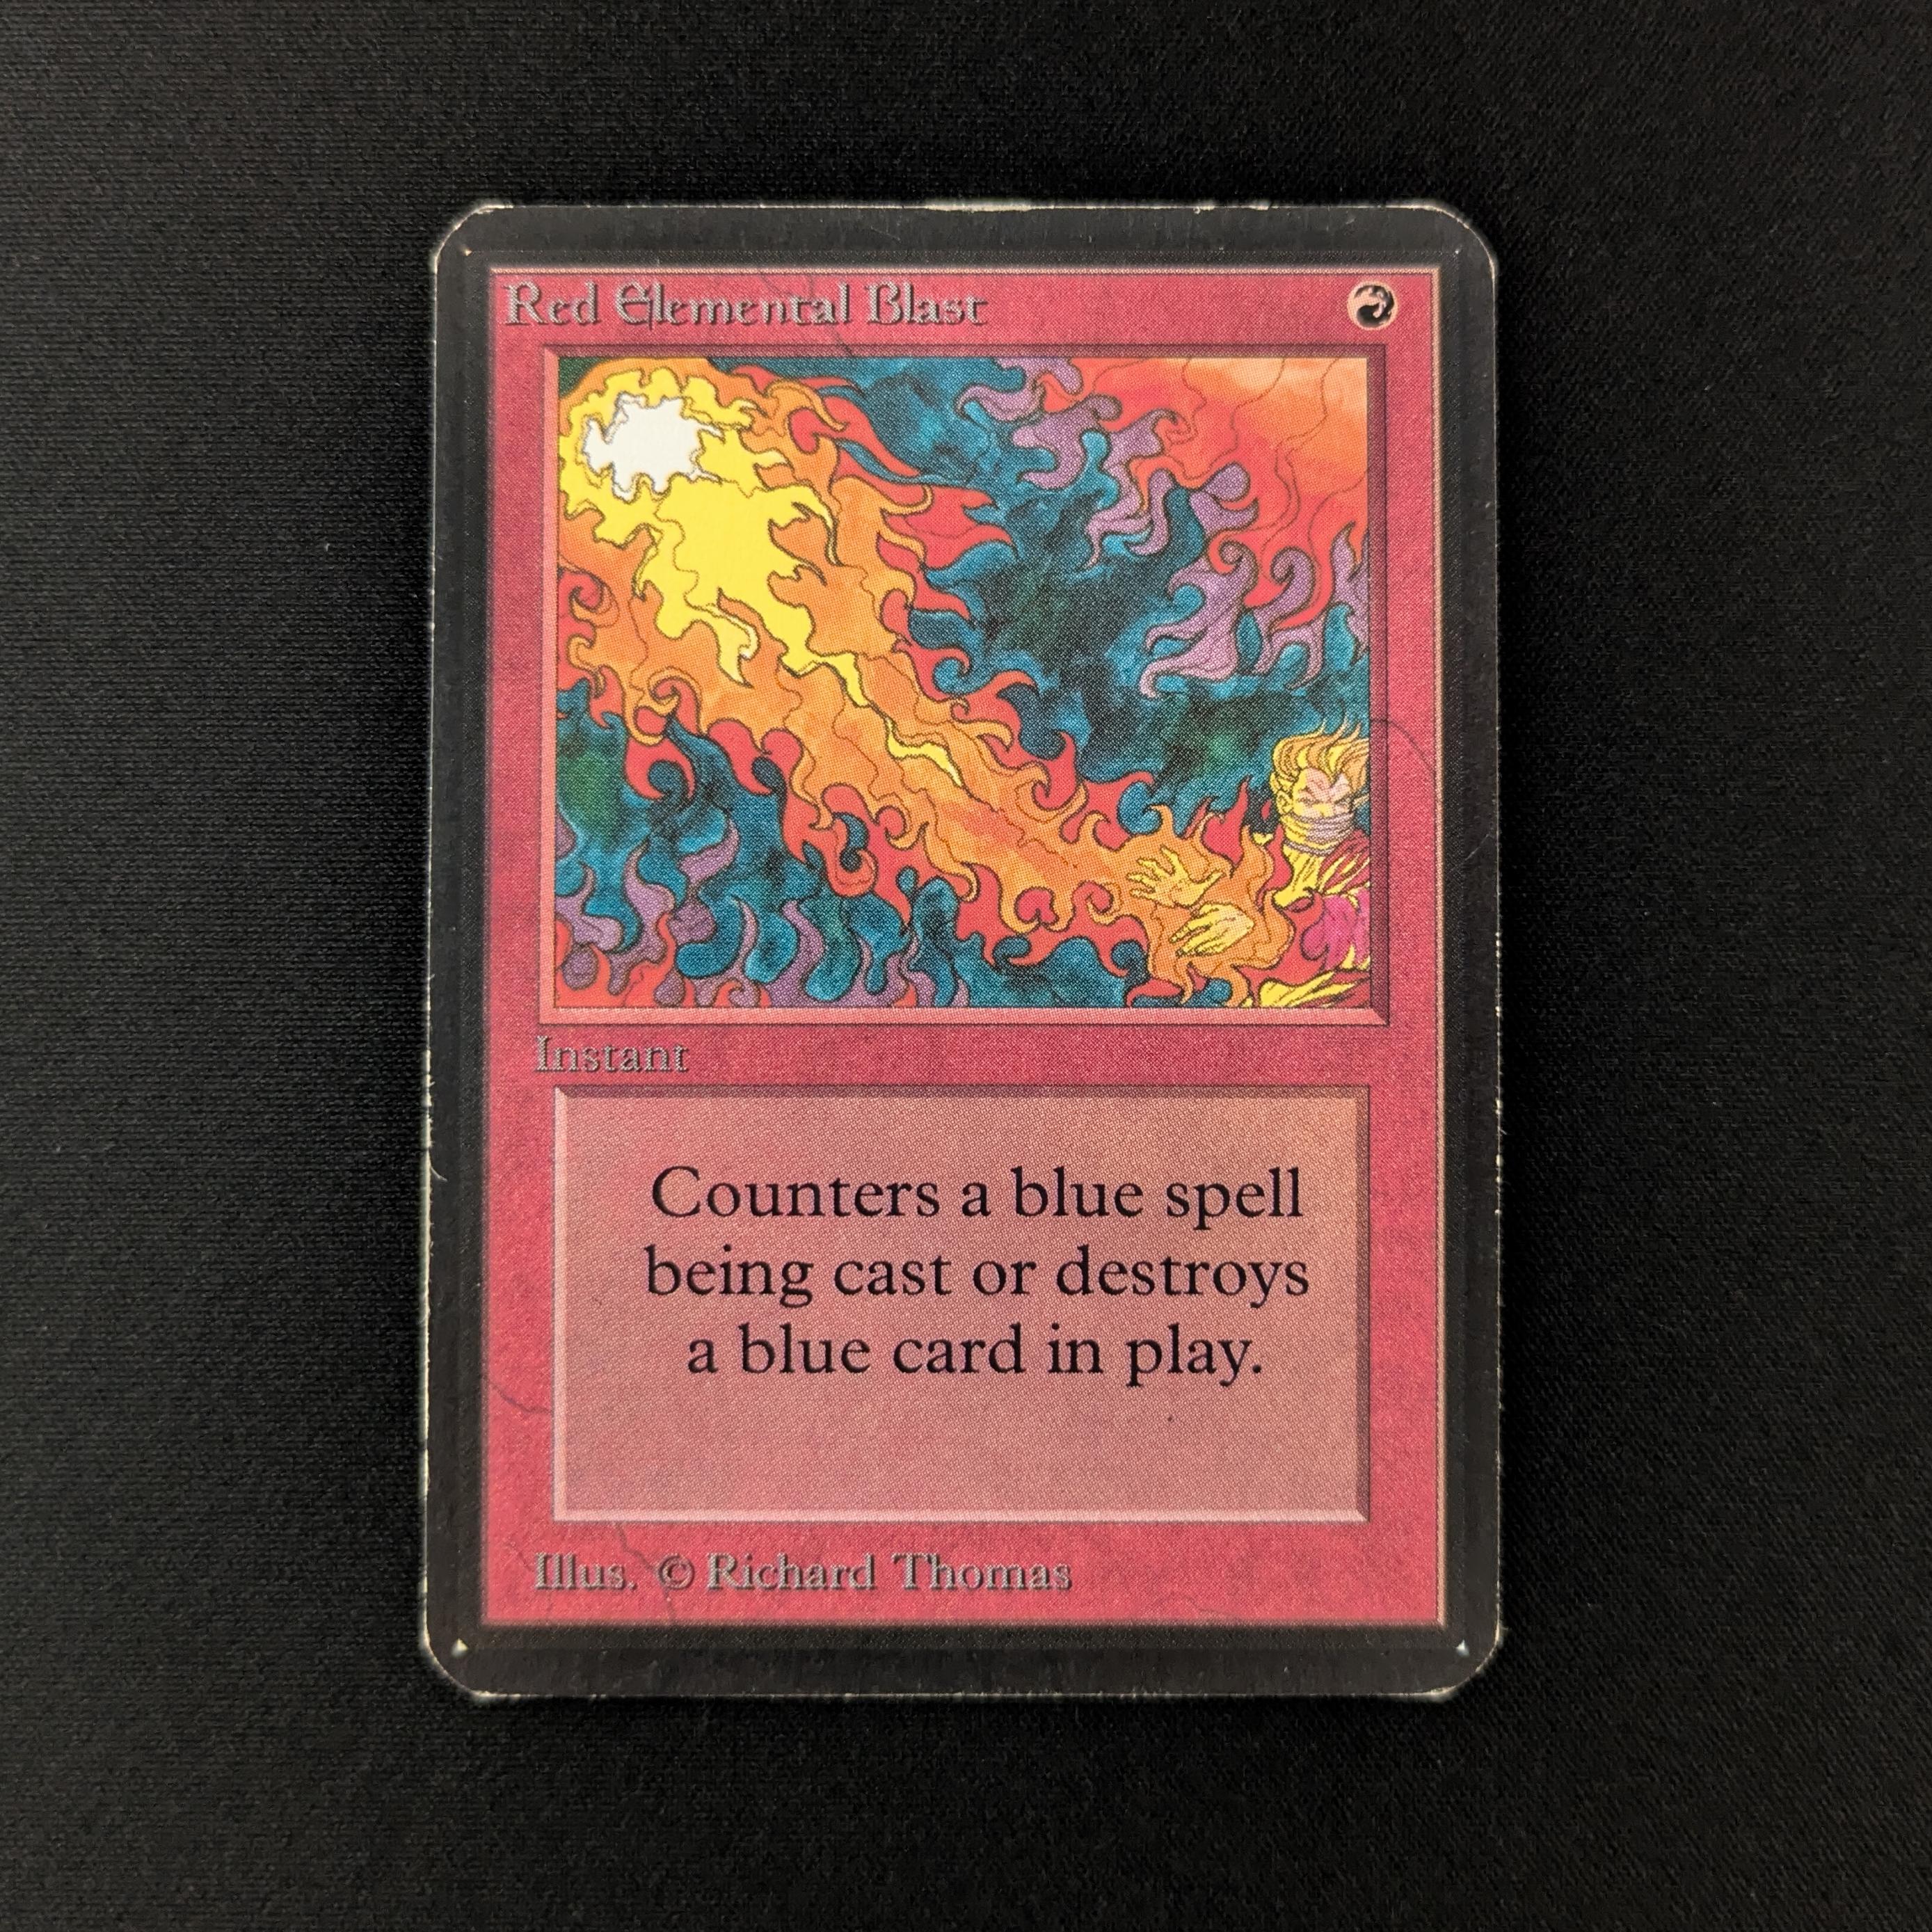 Red Elemental Blast
Instant
Counters a blue spell
being cast or destroys
a blue card in play.
Illus. © Richard Thomas